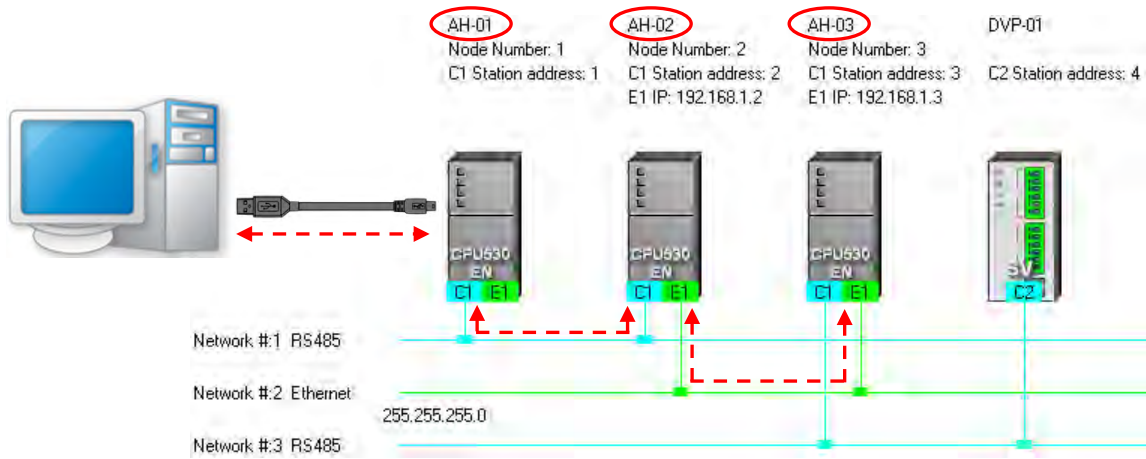 AH-01
Node Number: 1
C1 Station address: 1
AH-02
Node Number: 2
C1 Station address: 2
E1 IP: 192.168.1.2
AH-03
Node Number: 3
C1 Station address: 3
E1 IP: 192.168.1.3
DVP-01
C2 Station address: 4
CPU530
EN
C1 E1
CPU530
EN
C1 E1
CPU530
EN
C1 E1
SV
C2
Network #:1 RS485
Network #:2 Ethernet
255.255.255.0
Network #:3 RS485